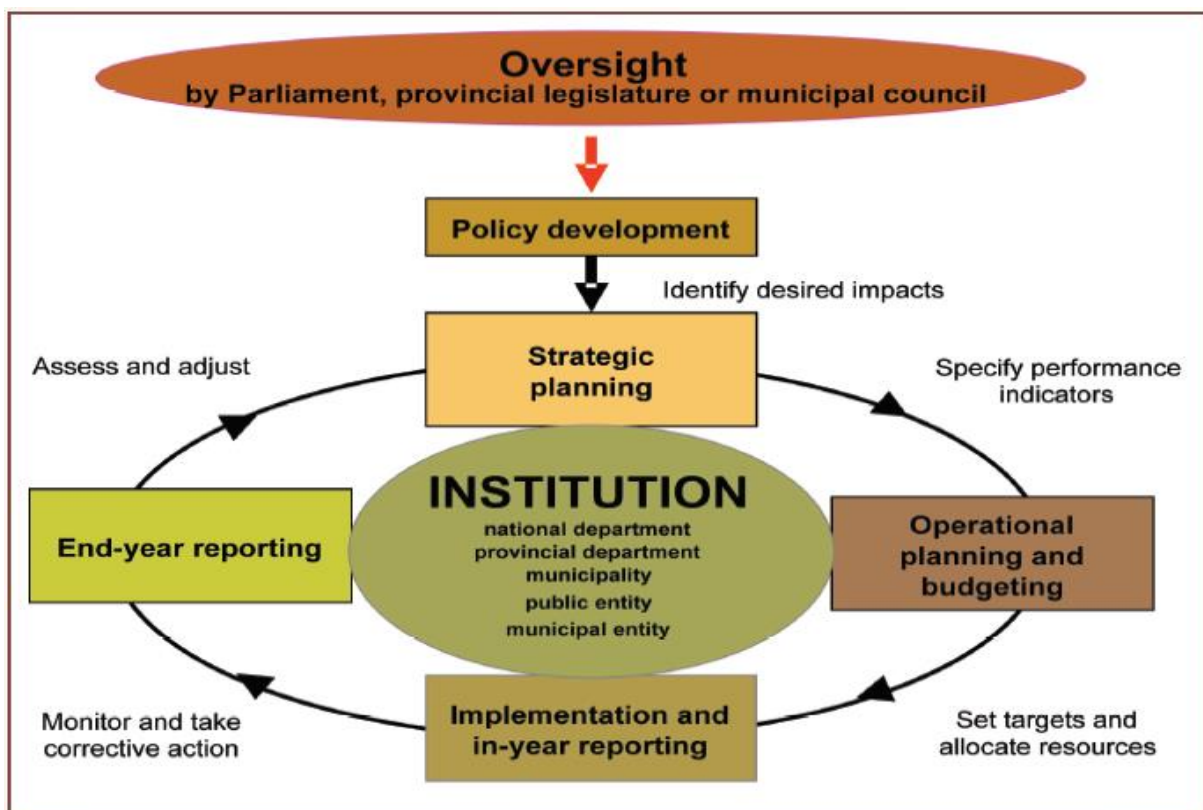 Oversight
by Parliament, provincial legislature or municipal council
Policy development
Identify desired impacts
Strategic
planning
Assess and adjust
Specify performance
indicators
INSTITUTION
national department
provincial department
municipality
public entity
municipal entity
End-year reporting
Operational
planning and
budgeting
Implementation and
in-year reporting
Monitor and take
corrective action
Set targets and
allocate resources